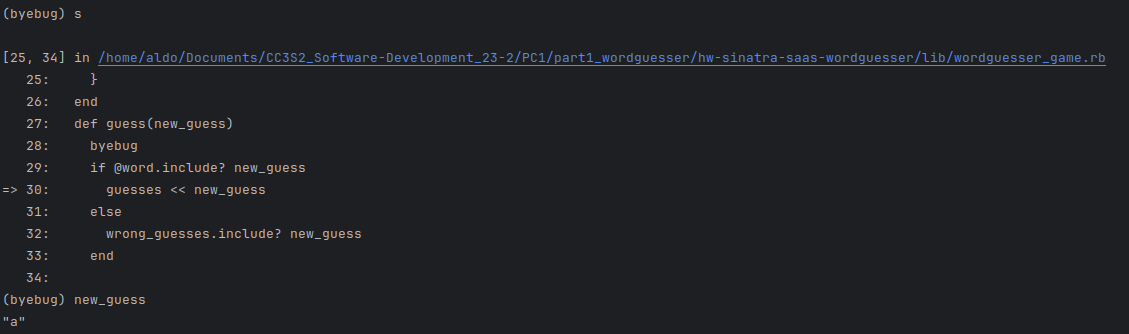 (byebug) s
[25, 34] in /home/aldo/Documents/CC3S2_Software-Development_23-2/PC1/part1_wordguesser/hw-sinatra-saas-wordguesser/lib/wordguesser_game.rb
   25:     }
   26:   end
   27:   def guess(new_guess)
   28:     byebug
   29:     if @word.include? new_guess
=> 30:       guesses << new_guess
   31:     else
   32:       wrong_guesses.include? new_guess
   33:     end
   34:
(byebug) new_guess
"a"